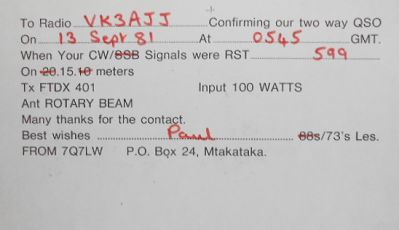 To Radio VK3AJJ Confirming our two way QSO
On 13 Sept 81 At 0545 GMT.
When Your CW/SSB Signals were RST 599
On 20.15.10 meters
Tx FTDX 401 Input 100 WATTS
Ant ROTARY BEAM
Many thanks for the contact.
Best wishes Paul 88s/73's Les.
FROM 7Q7LW P.O. Box 24, Mtakataka.